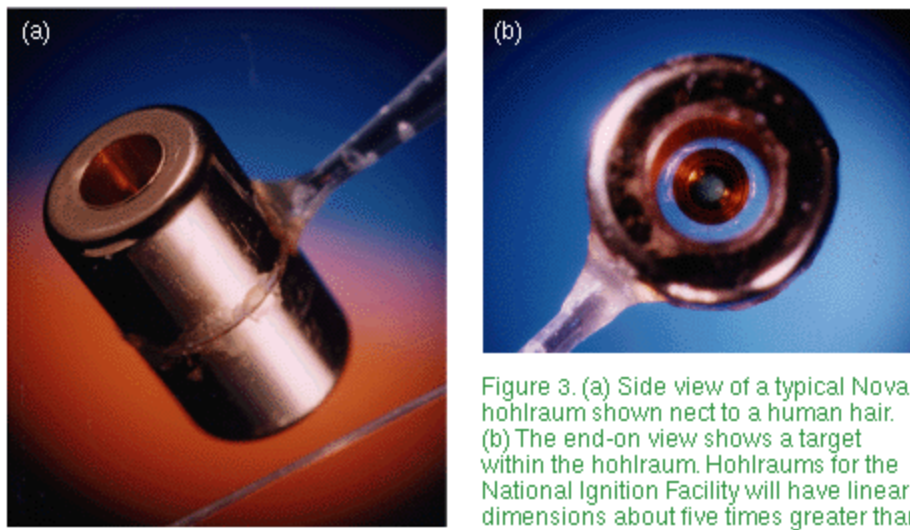 (a)
(b)
Figure 3. (a) Side view of a typical Nova
hohlraum shown nect to a human hair.
(b) The end-on view shows a target
within the hohlraum. Hohlraums for the
National Ignition Facility will have linear
dimensions about five times greater than